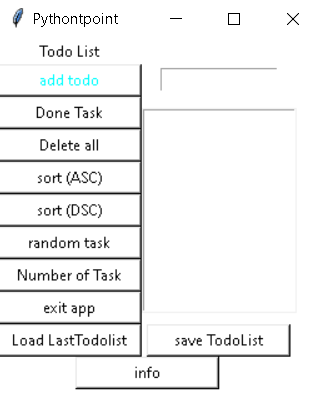 Pythontpoint
Todo List
add todo
Done Task
Delete all
sort (ASC)
sort (DSC)
random task
Number of Task
exit app
Load LastTodolist
save TodoList
info